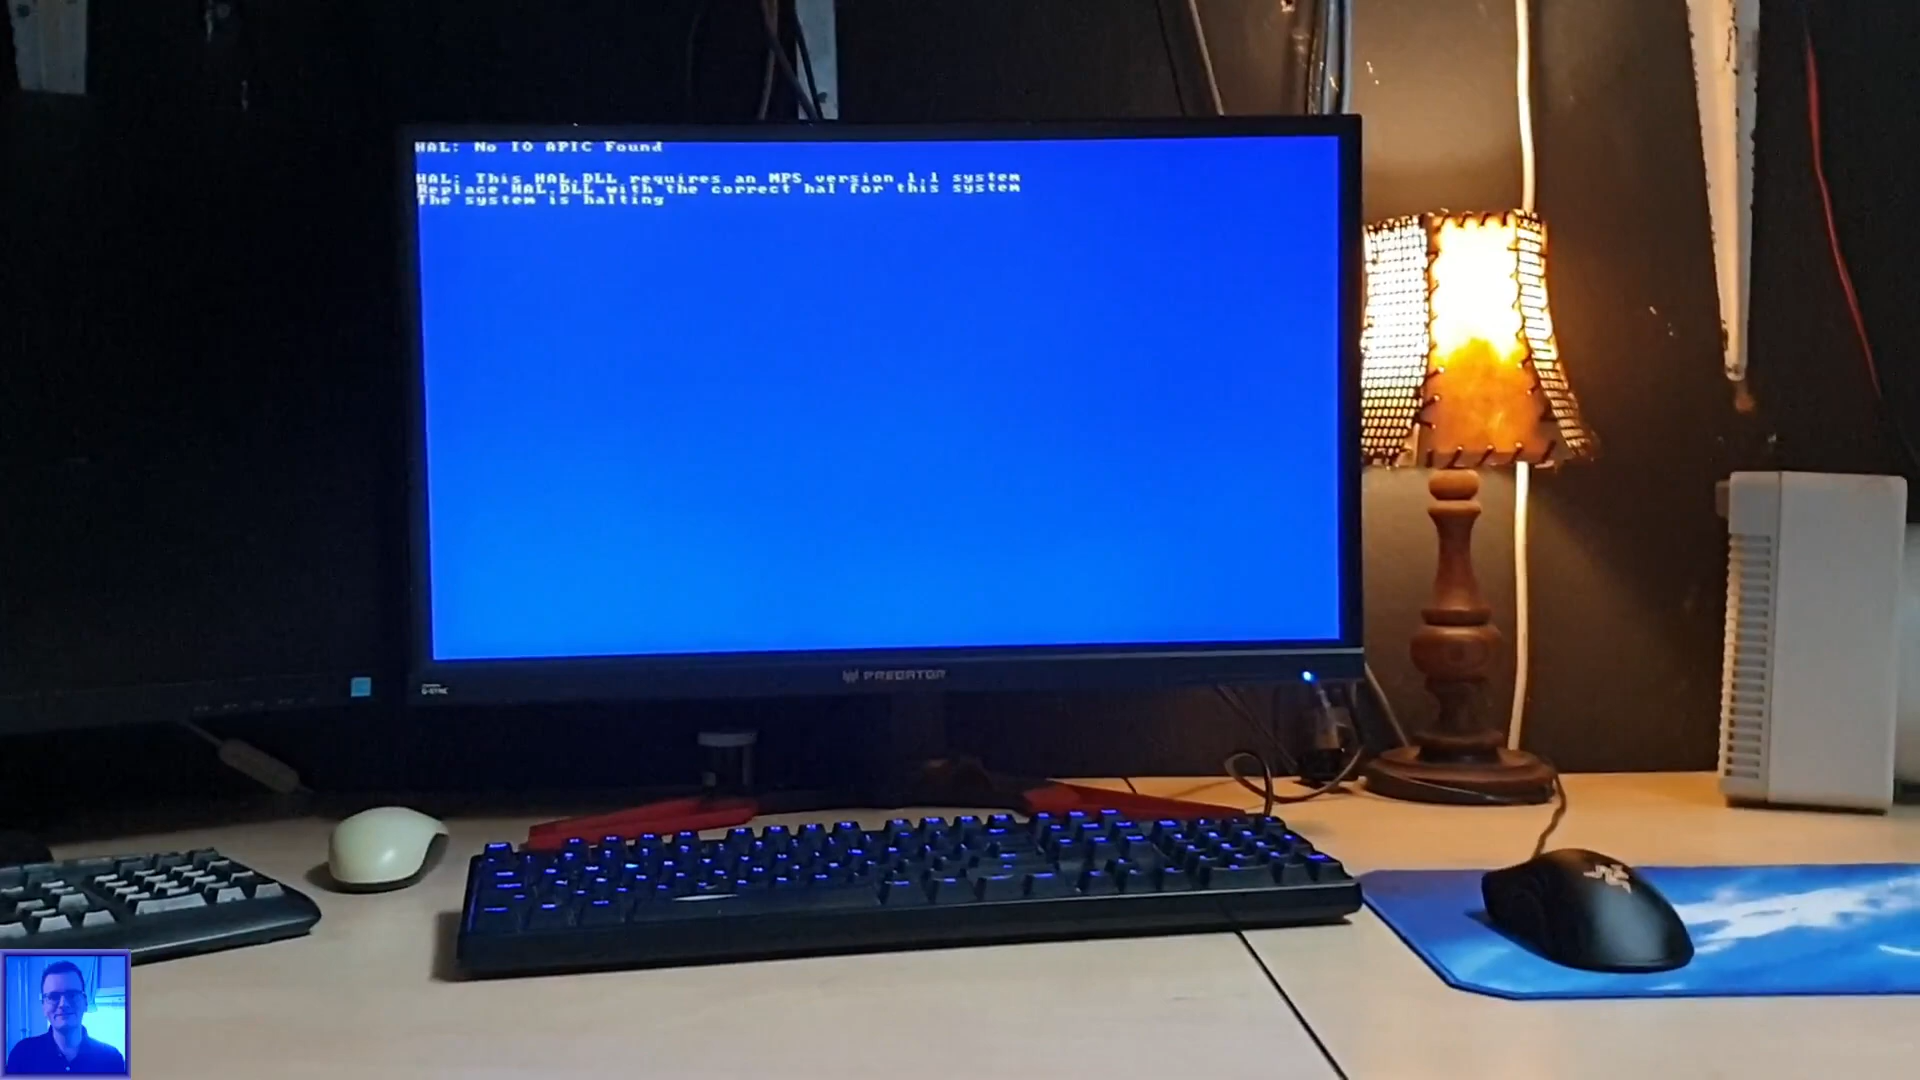 HAL: No IO APIC Found
HAL: This HAL.DLL requires an MPS version 1.1 system
Replace HAL.DLL with the correct hal for this system
The system is halting
PREDATOR
G-SYNC